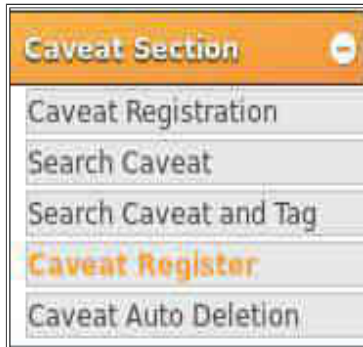 Caveat Section
Caveat Registration
Search Caveat
Search Caveat and Tag
Caveat Register
Caveat Auto Deletion